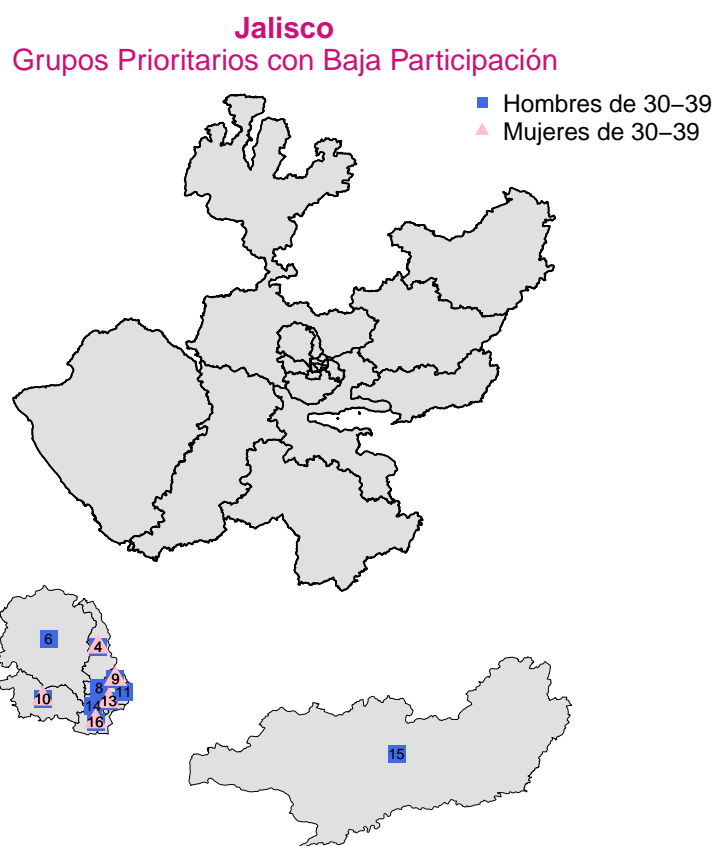 Jalisco
Grupos Prioritarios con Baja Participación
Hombres de 30–39
Mujeres de 30–39
6
4
9
8
11
10
13
14
16
15